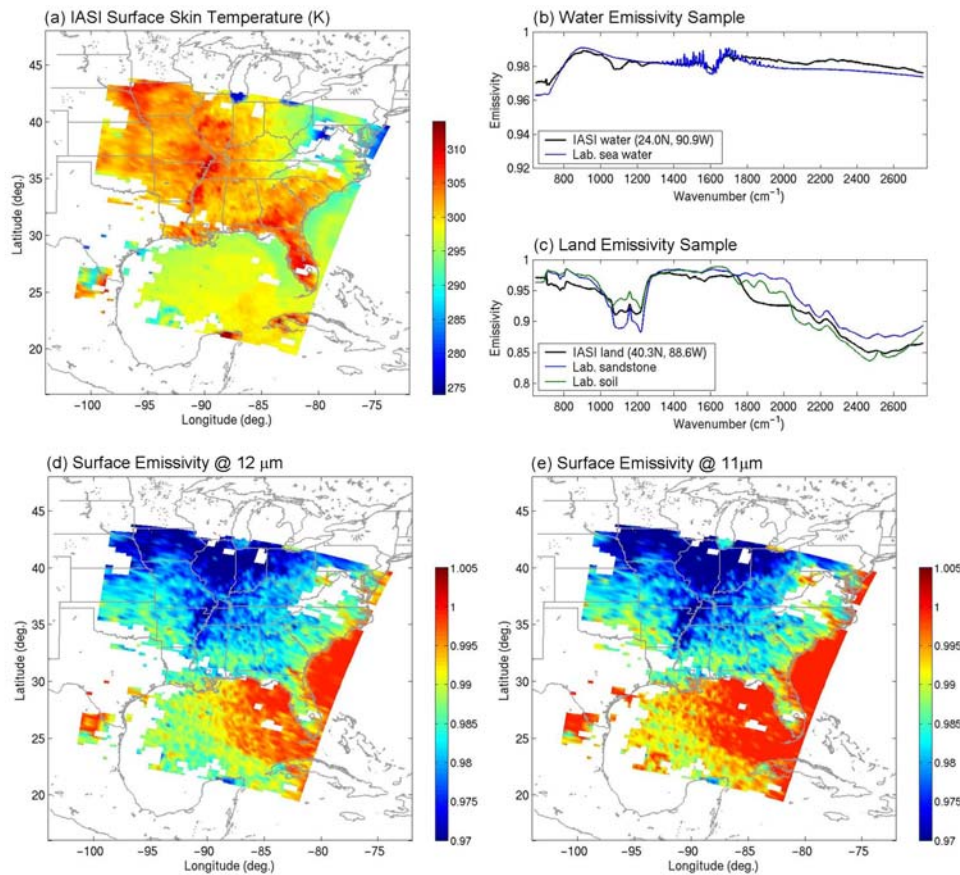 (a) IASI Surface Skin Temperature (K)
45
40
35
30
25
20
Latitude (deg.)
−100 −95 −90 −85 −80 −75
Longitude (deg.)
310
305
300
295
290
285
280
274
(b) Water Emissivity Sample
1
0.98
0.96
0.94
0.92
Emissivity
IASI water (24.0N, 90.9W)
Lab. sea water
800 1000 1200 1400 1600 1800 2000 2200 2400 2600
Wavenumber (cm⁻¹)
(c) Land Emissivity Sample
1
0.95
0.9
0.85
0.8
Emissivity
IASI land (40.3N, 88.6W)
Lab. sandstone
Lab. soil
800 1000 1200 1400 1600 1800 2000 2200 2400 2600
Wavenumber (cm⁻¹)
(d) Surface Emissivity @ 12 μm
45
40
35
30
25
20
Latitude (deg.)
−100 −95 −90 −85 −80 −75
Longitude (deg.)
1.005
1
0.995
0.99
0.985
0.98
0.975
0.97
(e) Surface Emissivity @ 11μm
45
40
35
30
25
20
Latitude (deg.)
−100 −95 −90 −85 −80 −75
Longitude (deg.)
1.005
1
0.995
0.99
0.985
0.98
0.975
0.97